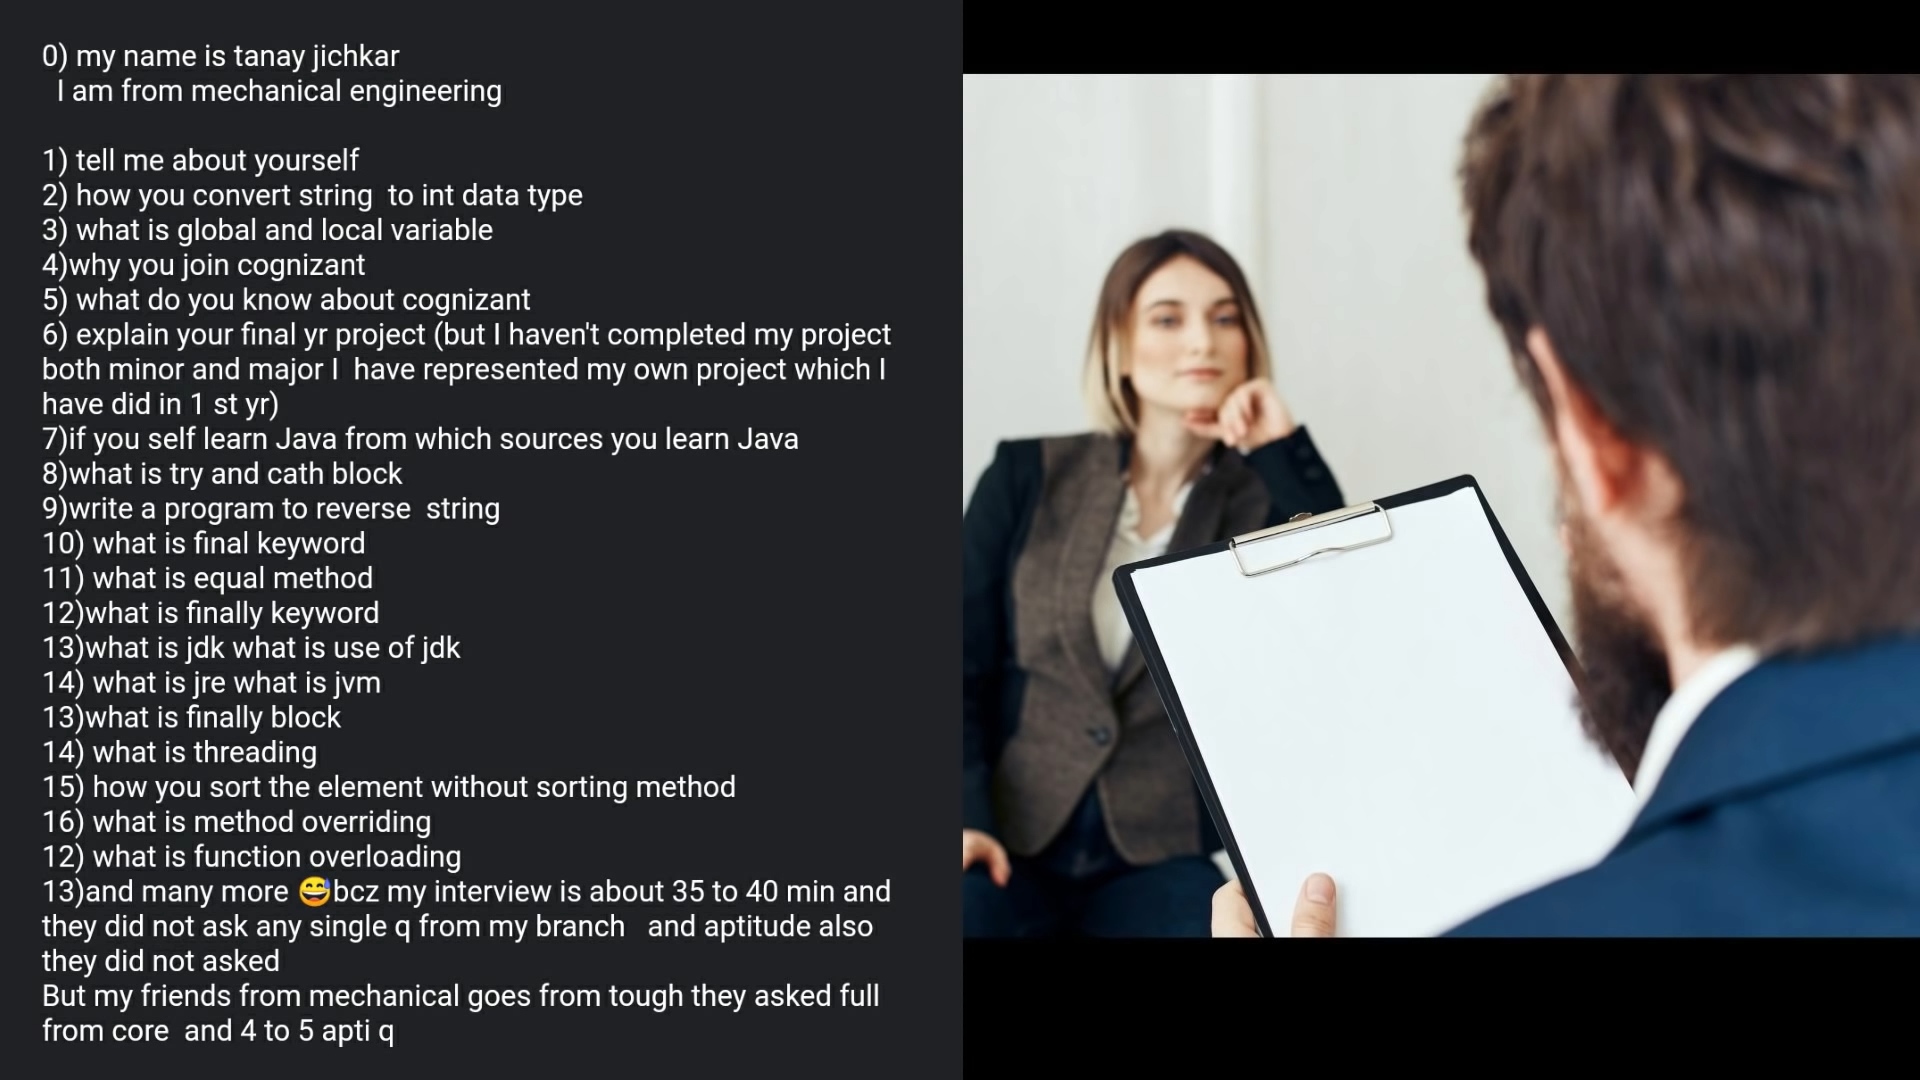 0) my name is tanay jichkar
I am from mechanical engineering
1) tell me about yourself
2) how you convert string  to int data type
3) what is global and local variable
4)why you join cognizant
5) what do you know about cognizant
6) explain your final yr project (but I haven't completed my project
both minor and major I  have represented my own project which I
have did in 1 st yr)
7)if you self learn Java from which sources you learn Java
8)what is try and cath block
9)write a program to reverse  string
10) what is final keyword
11) what is equal method
12)what is finally keyword
13)what is jdk what is use of jdk
14) what is jre what is jvm
13)what is finally block
14) what is threading
15) how you sort the element without sorting method
16) what is method overriding
12) what is function overloading
13)and many more 😅bcz my interview is about 35 to 40 min and
they did not ask any single q from my branch   and aptitude also
they did not asked
But my friends from mechanical goes from tough they asked full
from core  and 4 to 5 apti q